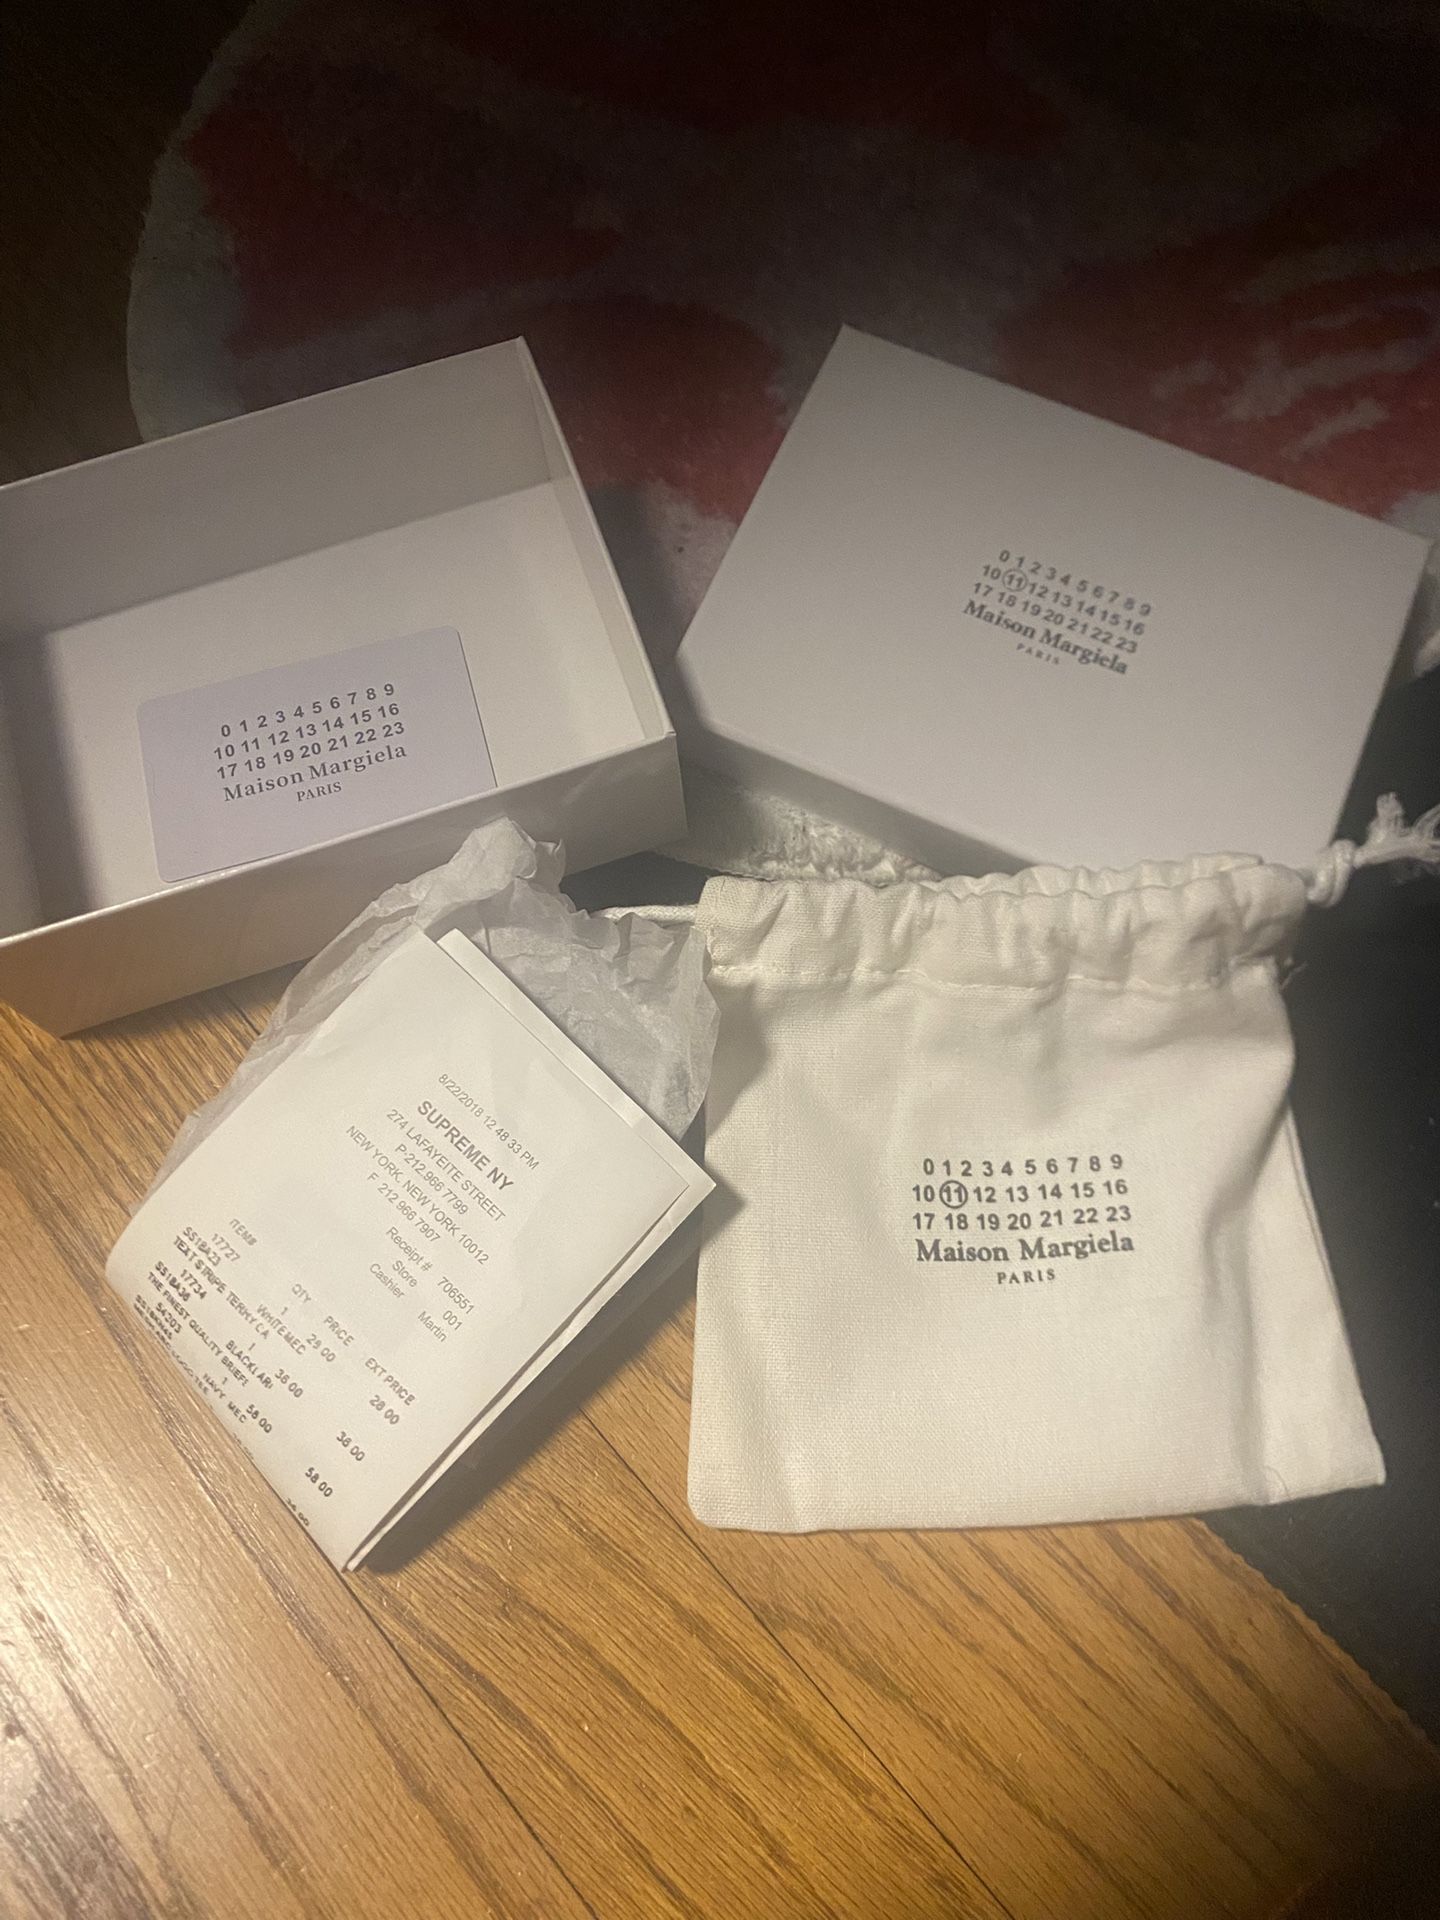 0 1 2 3 4 5 6 7 8 9
10 11 12 13 14 15 16
17 18 19 20 21 22 23
Maison Margiela
PARIS
0 1 2 3 4 5 6 7 8 9
10 11 12 13 14 15 16
17 18 19 20 21 22 23
Maison Margiela
PARIS
8/22/2018 12 48 33 PM
SUPREME NY
274 LAFAYEITE STREET
P-212.966 7799
NEW YORK, NEW YORK 10012
F 212 966 7907
Receipt # 706551
Store 001
Cashier Martin
ITEM# QTY PRICE EXT PRICE
17727 1 28 00 28 00
SS18A23 WHITE MEC
TEXT STRIPE TERRY CA
17734 1 36 00 36 00
SS18A36
THE FINEST QUALITY BRIEFS
54203 1 58 00 58 00
NAVY MEC
0 1 2 3 4 5 6 7 8 9
10 11 12 13 14 15 16
17 18 19 20 21 22 23
Maison Margiela
PARIS